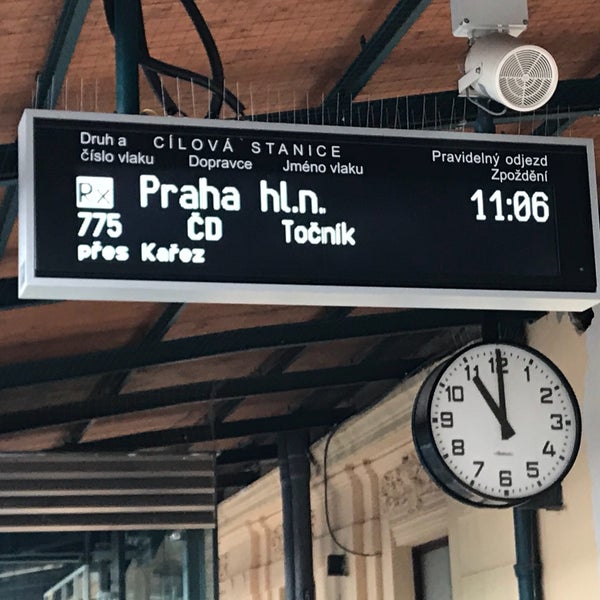 Druh a CÍLOVÁ STANICE Pravidelný odjezd
číslo vlaku Dopravce Jméno vlaku Zpoždění
Rx Praha hl.n. 11:06
775 ČD Točník
přes Kařez
12
11 1
10 2
9 3
8 4
7 5
6